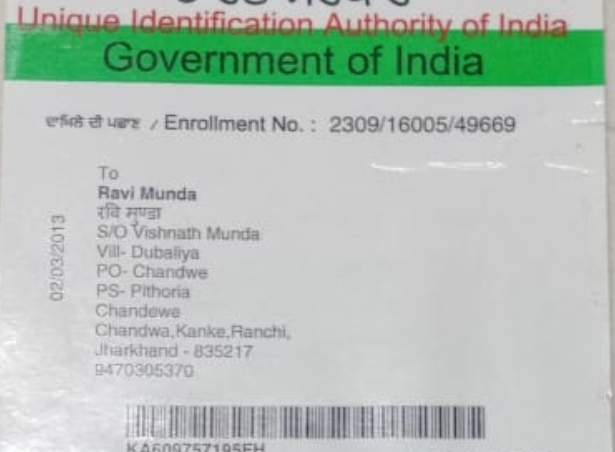 Unique Identification Authority of India
Government of India
ਦਾਖਿਲੇ ਦੀ ਪਛਾਣ / Enrollment No. : 2309/16005/49669
To
Ravi Munda
रवि मुण्डा
S/O Vishnath Munda
Vill- Dubaliya
PO- Chandwe
PS- Pithoria
Chandewe
Chandwa,Kanke,Ranchi,
Jharkhand - 835217
9470305370
02/03/2013
KA609757195FH